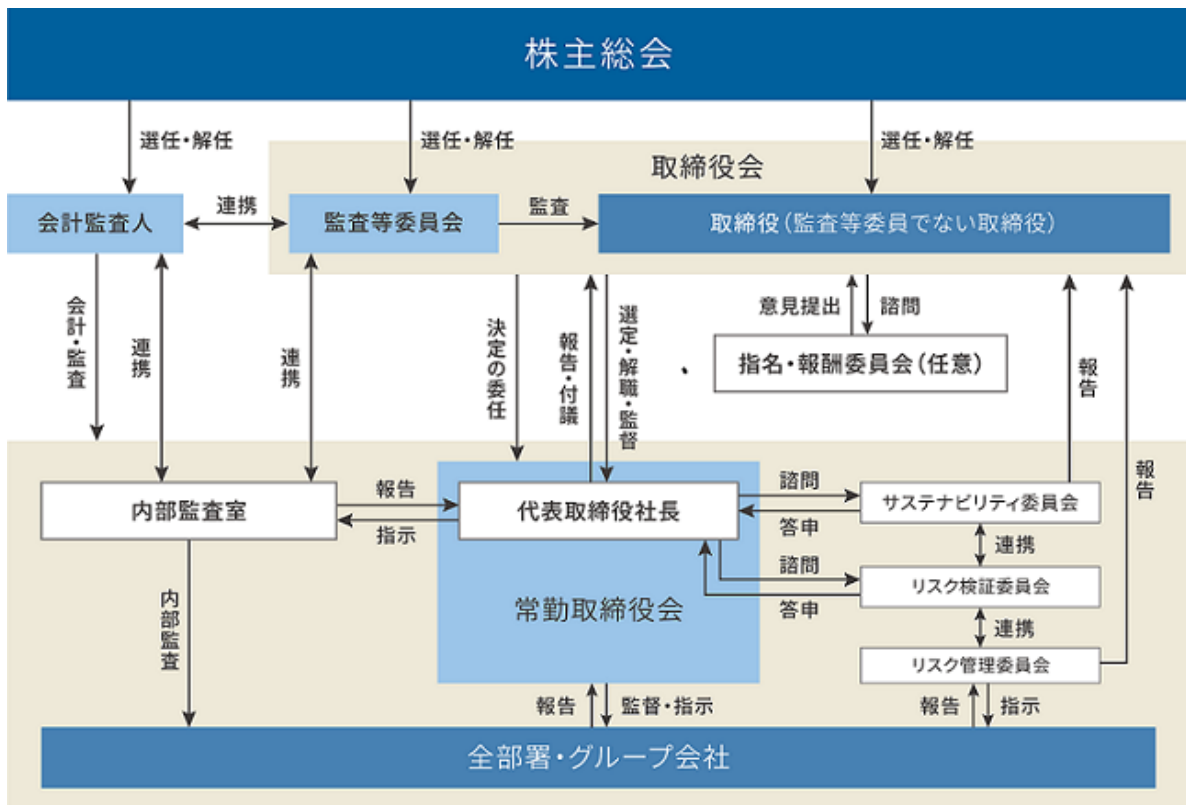 株主総会
選任・解任
選任・解任
選任・解任
取締役会
会計監査人
連携
監査等委員会
監査
取締役(監査等委員でない取締役)
会計・監査
連携
連携
決定の委任
報告・付議
選定・解職・監督
意見提出
諮問
指名・報酬委員会(任意)
報告
報告
内部監査室
報告
指示
代表取締役社長
諮問
答申
サステナビリティ委員会
連携
諮問
答申
リスク検証委員会
常勤取締役会
連携
リスク管理委員会
内部監査
報告
監督・指示
報告
指示
全部署・グループ会社